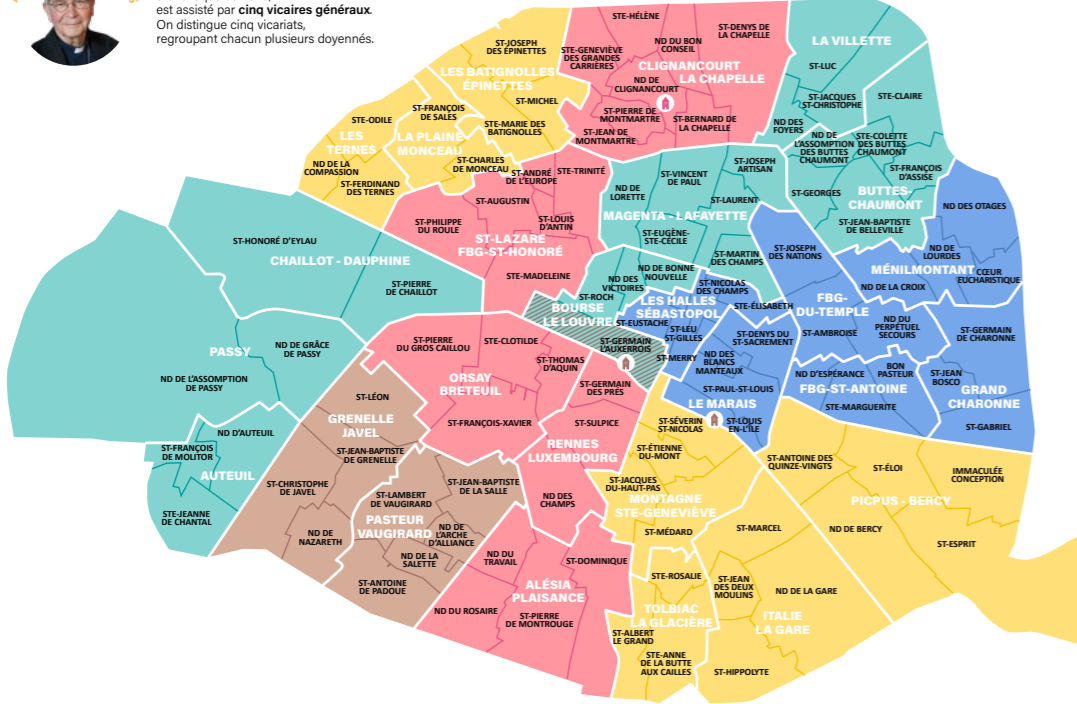 est assisté par cinq vicaires généraux.
On distingue cinq vicariats,
regroupant chacun plusieurs doyennés.
STE-HÉLÈNE
ST-DENYS DE
LA CHAPELLE
ND DU BON
CONSEIL
STE-GENEVIÈVE
DES GRANDES
CARRIÈRES
CLIGNANCOURT
LA CHAPELLE
ND DE
CLIGNANCOURT
ST-PIERRE DE
MONTMARTRE
ST-BERNARD DE
LA CHAPELLE
ST-JEAN DE
MONTMARTRE
ST-JOSEPH
DES ÉPINETTES
LES BATIGNOLLES
ÉPINETTES
ST-MICHEL
STE-MARIE DES
BATIGNOLLES
ST-FRANÇOIS
DE SALES
LA PLAINE
MONCEAU
ST-CHARLES
DE MONCEAU
STE-ODILE
LES
TERNES
ND DE LA
COMPASSION
ST-FERDINAND
DES TERNES
LA VILLETTE
ST-LUC
ST-JACQUES
ST-CHRISTOPHE
STE-CLAIRE
ND DES
FOYERS
ND DE
L'ASSOMPTION
DES BUTTES
CHAUMONT
STE-COLETTE
DES BUTTES
CHAUMONT
ST-FRANÇOIS
D'ASSISE
ST-GEORGES
BUTTES-
CHAUMONT
ST-JEAN-BAPTISTE
DE BELLEVILLE
ST-ANDRÉ
DE L'EUROPE
STE-TRINITÉ
ST-AUGUSTIN
ST-PHILIPPE
DU ROULE
ST-LOUIS
D'ANTIN
ST-LAZARE
FBG-ST-HONORÉ
STE-MADELEINE
ND DE
LORETTE
ST-VINCENT
DE PAUL
ST-JOSEPH
ARTISAN
ST-LAURENT
MAGENTA - LAFAYETTE
ST-EUGÈNE-
STE-CÉCILE
ST-MARTIN
DES CHAMPS
ND DES OTAGES
ND DE
LOURDES
MÉNILMONTANT
CŒUR
EUCHARISTIQUE
ND DE LA CROIX
ST-JOSEPH
DES NATIONS
FBG-
DU-TEMPLE
ST-AMBROISE
ND DU
PERPÉTUEL
SECOURS
ST-GERMAIN
DE CHARONNE
ST-JEAN
BOSCO
GRAND
CHARONNE
ST-GABRIEL
ND D'ESPÉRANCE
BON
PASTEUR
FBG-ST-ANTOINE
STE-MARGUERITE
ST-HONORÉ D'EYLAU
CHAILLOT - DAUPHINE
ST-PIERRE
DE CHAILLOT
PASSY
ND DE GRÂCE
DE PASSY
ND DE L'ASSOMPTION
DE PASSY
ND D'AUTEUIL
ST-FRANÇOIS
DE MOLITOR
AUTEUIL
STE-JEANNE
DE CHANTAL
ND DES
VICTOIRES
ND DE BONNE
NOUVELLE
ST-ROCH
BOURSE
LE LOUVRE
ST-GERMAIN
L'AUXERROIS
ST-NICOLAS
DES CHAMPS
STE-ÉLISABETH
LES HALLES
SÉBASTOPOL
ST-EUSTACHE
ST-LEU
ST-GILLES
ST-MERRY
ST-DENYS DU
ST-SACREMENT
ND DES
BLANCS
MANTEAUX
ST-PAUL-ST-LOUIS
LE MARAIS
ST-LOUIS
EN-L'ÎLE
ST-PIERRE
DU GROS CAILLOU
STE-CLOTILDE
ST-THOMAS
D'AQUIN
ORSAY
BRETEUIL
ST-FRANÇOIS-XAVIER
ST-GERMAIN
DES PRÉS
ST-SULPICE
RENNES
LUXEMBOURG
ND DES
CHAMPS
ST-LÉON
GRENELLE
JAVEL
ST-JEAN-BAPTISTE
DE GRENELLE
ST-CHRISTOPHE
DE JAVEL
ND DE
NAZARETH
ST-JEAN-BAPTISTE
DE LA SALLE
ST-LAMBERT
DE VAUGIRARD
PASTEUR
VAUGIRARD
ND DE
L'ARCHE
D'ALLIANCE
ND DE LA
SALETTE
ST-ANTOINE
DE PADOUE
ND DU
TRAVAIL
ST-DOMINIQUE
ALÉSIA
PLAISANCE
ND DU ROSAIRE
ST-PIERRE
DE MONTROUGE
ST-SÉVERIN
ST-NICOLAS
ST-ÉTIENNE
DU-MONT
ST-JACQUES
DU-HAUT-PAS
MONTAGNE
STE-GENEVIÈVE
ST-MÉDARD
STE-ROSALIE
TOLBIAC
LA GLACIÈRE
ST-ALBERT
LE GRAND
STE-ANNE
DE LA BUTTE
AUX CAILLES
ST-MARCEL
ST-JEAN
DES DEUX
MOULINS
ND DE LA GARE
ITALIE
LA GARE
ST-HIPPOLYTE
ST-ANTOINE DES
QUINZE-VINGTS
ST-ÉLOI
IMMACULÉE
CONCEPTION
PICPUS - BERCY
ND DE BERCY
ST-ESPRIT